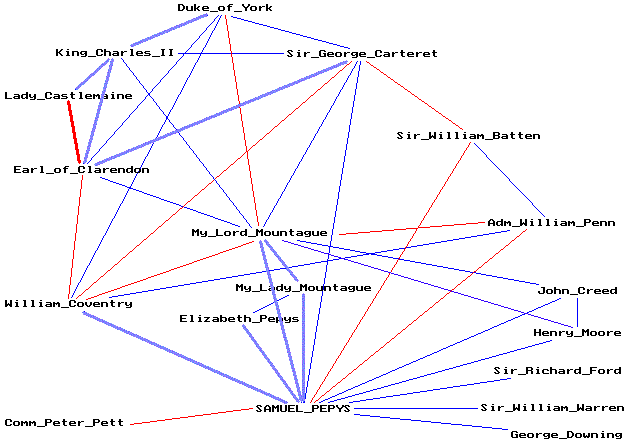 Duke_of_York
King_Charles_II
Sir_George_Carteret
Lady_Castlemaine
Sir_William_Batten
Earl_of_Clarendon
Adm_William_Penn
My_Lord_Mountague
My_Lady_Mountague
John_Creed
William_Coventry
Elizabeth_Pepys
Henry_Moore
Sir_Richard_Ford
SAMUEL_PEPYS
Sir_William_Warren
Comm_Peter_Pett
George_Downing